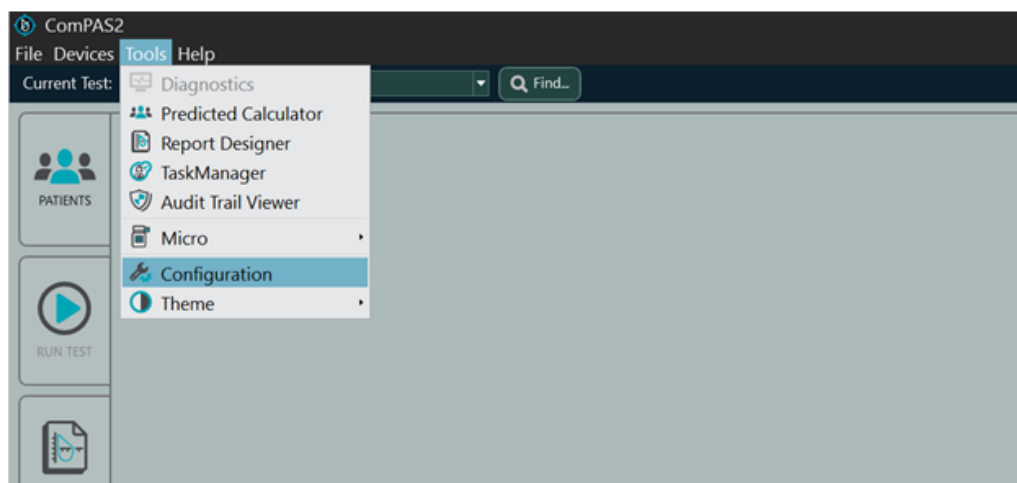 ComPAS2
File Devices Tools Help
Current Test:
Find...
Diagnostics
Predicted Calculator
Report Designer
TaskManager
Audit Trail Viewer
Micro
Configuration
Theme
PATIENTS
RUN TEST